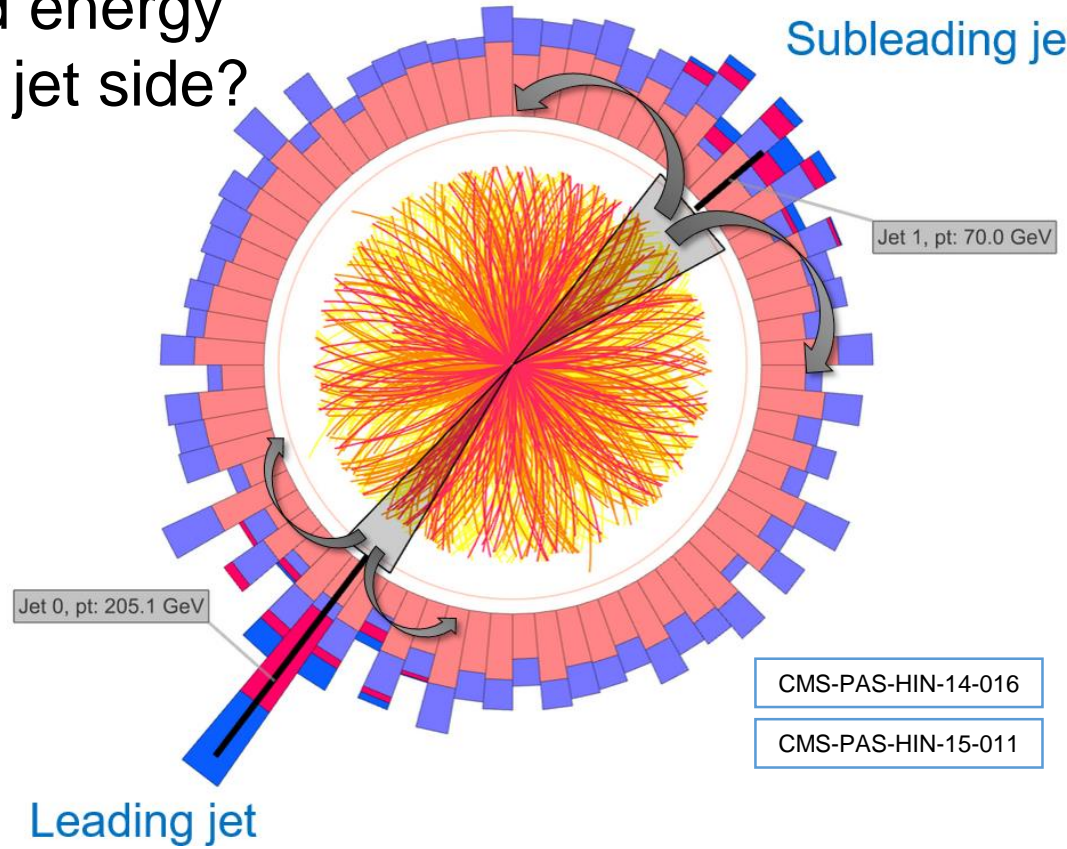 d energy
jet side?
Subleading je
Jet 1, pt: 70.0 GeV
Jet 0, pt: 205.1 GeV
CMS-PAS-HIN-14-016
CMS-PAS-HIN-15-011
Leading jet